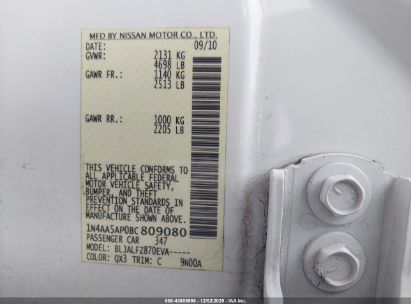 MFD BY NISSAN MOTOR CO., LTD.
DATE: 09/10
GVWR: 2131 KG
4698 LB
GAWR FR.: 1140 KG
2513 LB
GAWR RR.: 1000 KG
2205 LB
THIS VEHICLE CONFORMS TO
ALL APPLICABLE FEDERAL
MOTOR VEHICLE SAFETY,
BUMPER, AND THEFT
PREVENTION STANDARDS IN
EFFECT ON THE DATE OF
MANUFACTURE SHOWN ABOVE.
1N4AA5AP0BC809080
PASSENGER CAR 347
MODEL: BLJALFZ870EVA-----
COLOR: QX3 TRIM: C 9N00A